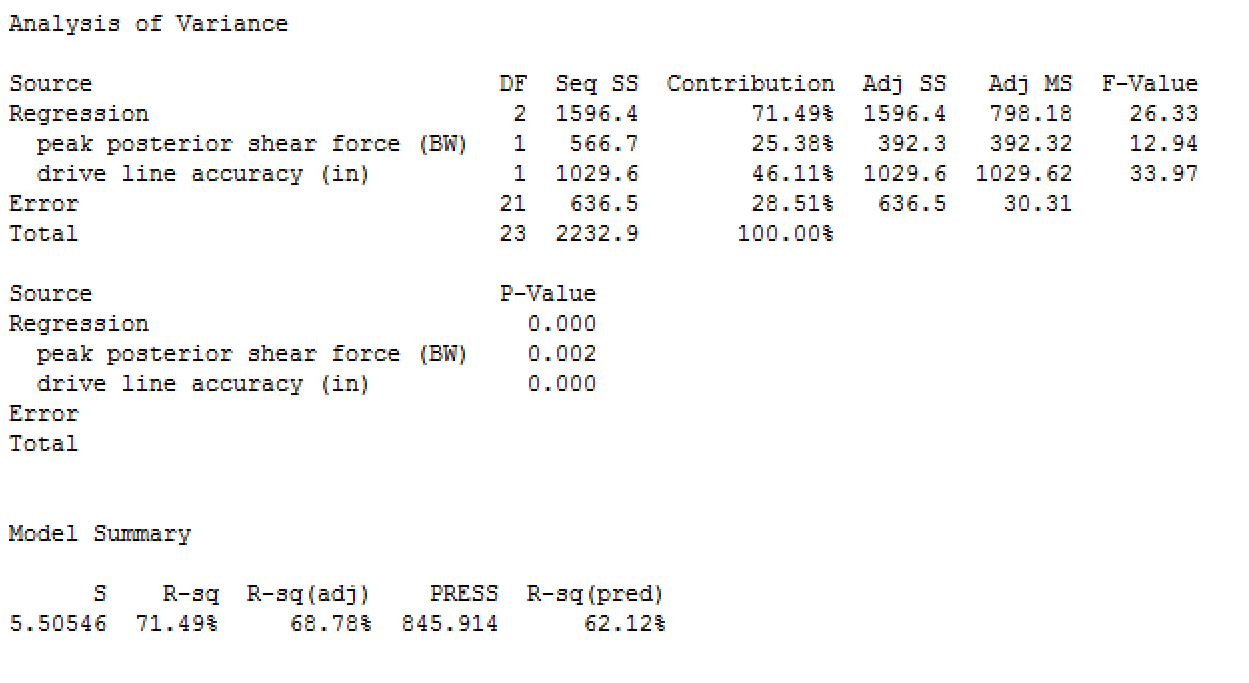 Analysis of Variance
Source DF Seq SS Contribution Adj SS Adj MS F-Value
Regression 2 1596.4 71.49% 1596.4 798.18 26.33
peak posterior shear force (BW) 1 566.7 25.38% 392.3 392.32 12.94
drive line accuracy (in) 1 1029.6 46.11% 1029.6 1029.62 33.97
Error 21 636.5 28.51% 636.5 30.31
Total 23 2232.9 100.00%
Source P-Value
Regression 0.000
peak posterior shear force (BW) 0.002
drive line accuracy (in) 0.000
Error
Total
Model Summary
S R-sq R-sq(adj) PRESS R-sq(pred)
5.50546 71.49% 68.78% 845.914 62.12%